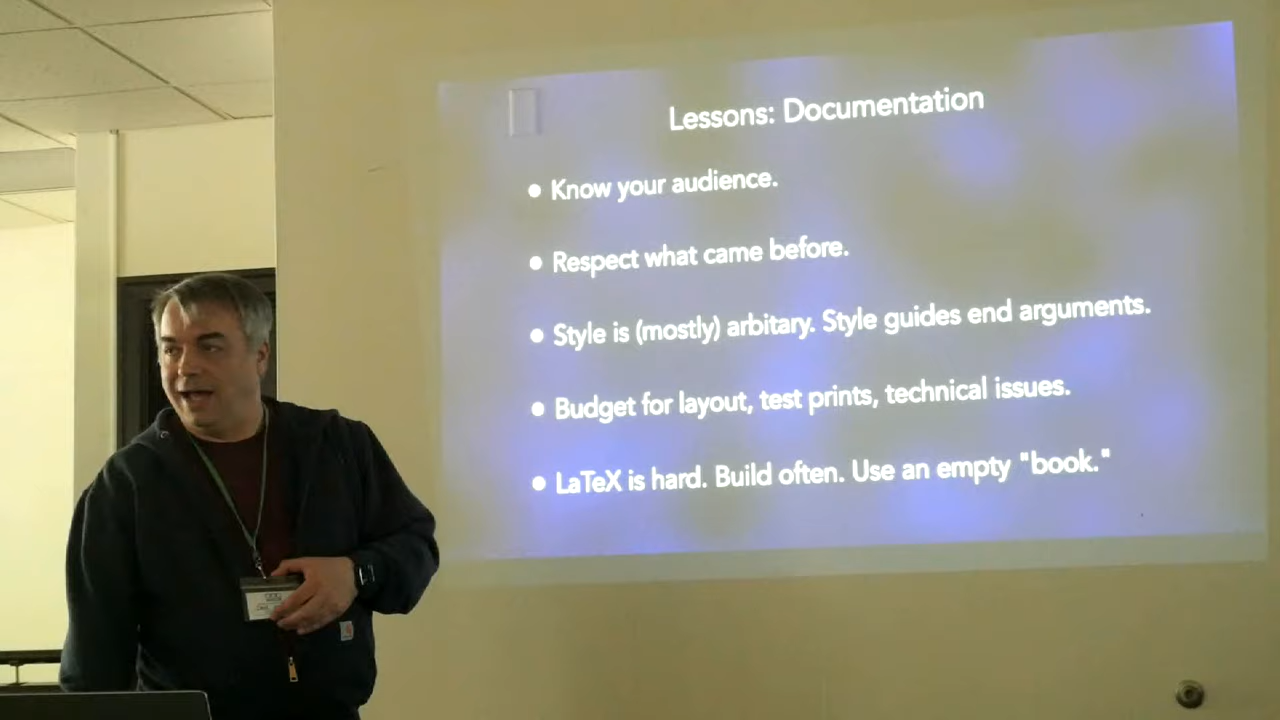 Lessons: Documentation
• Know your audience.
• Respect what came before.
• Style is (mostly) arbitary. Style guides end arguments.
• Budget for layout, test prints, technical issues.
• LaTeX is hard. Build often. Use an empty "book."